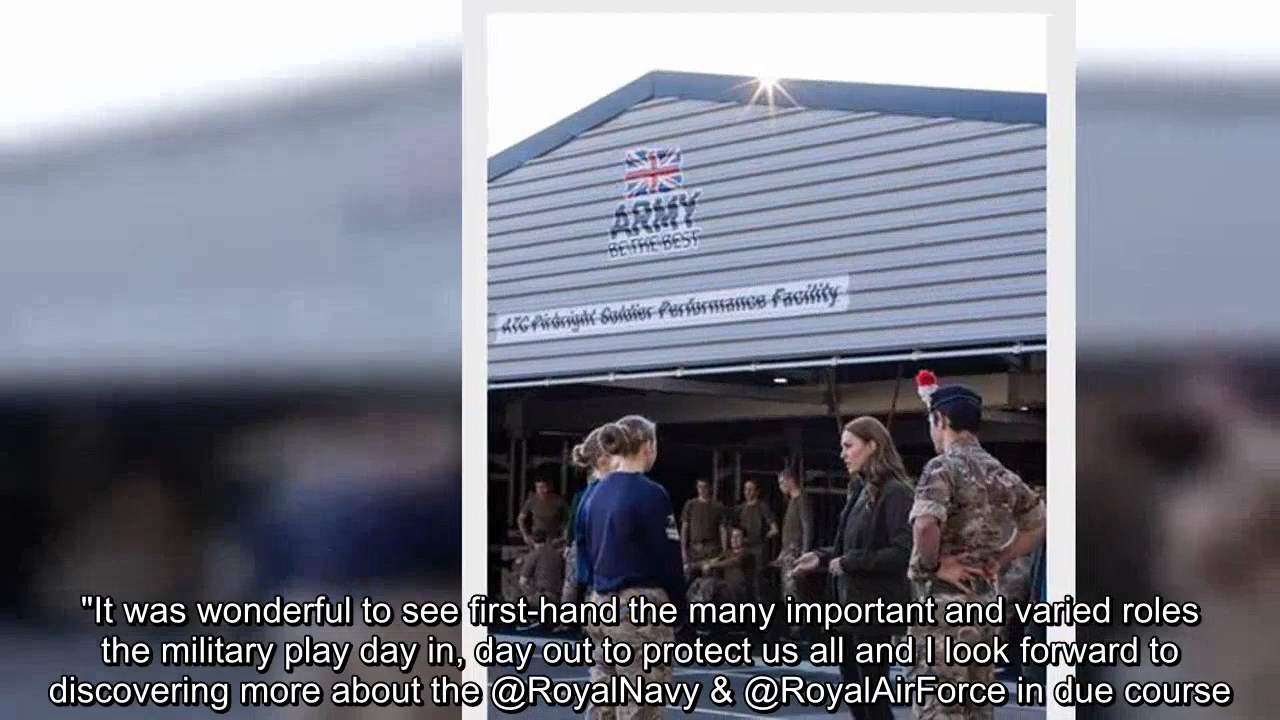 ARMY
BE THE BEST
ATC Pirbright Soldier Performance Facility
"It was wonderful to see first-hand the many important and varied roles
the military play day in, day out to protect us all and I look forward to
discovering more about the @RoyalNavy & @RoyalAirForce in due course